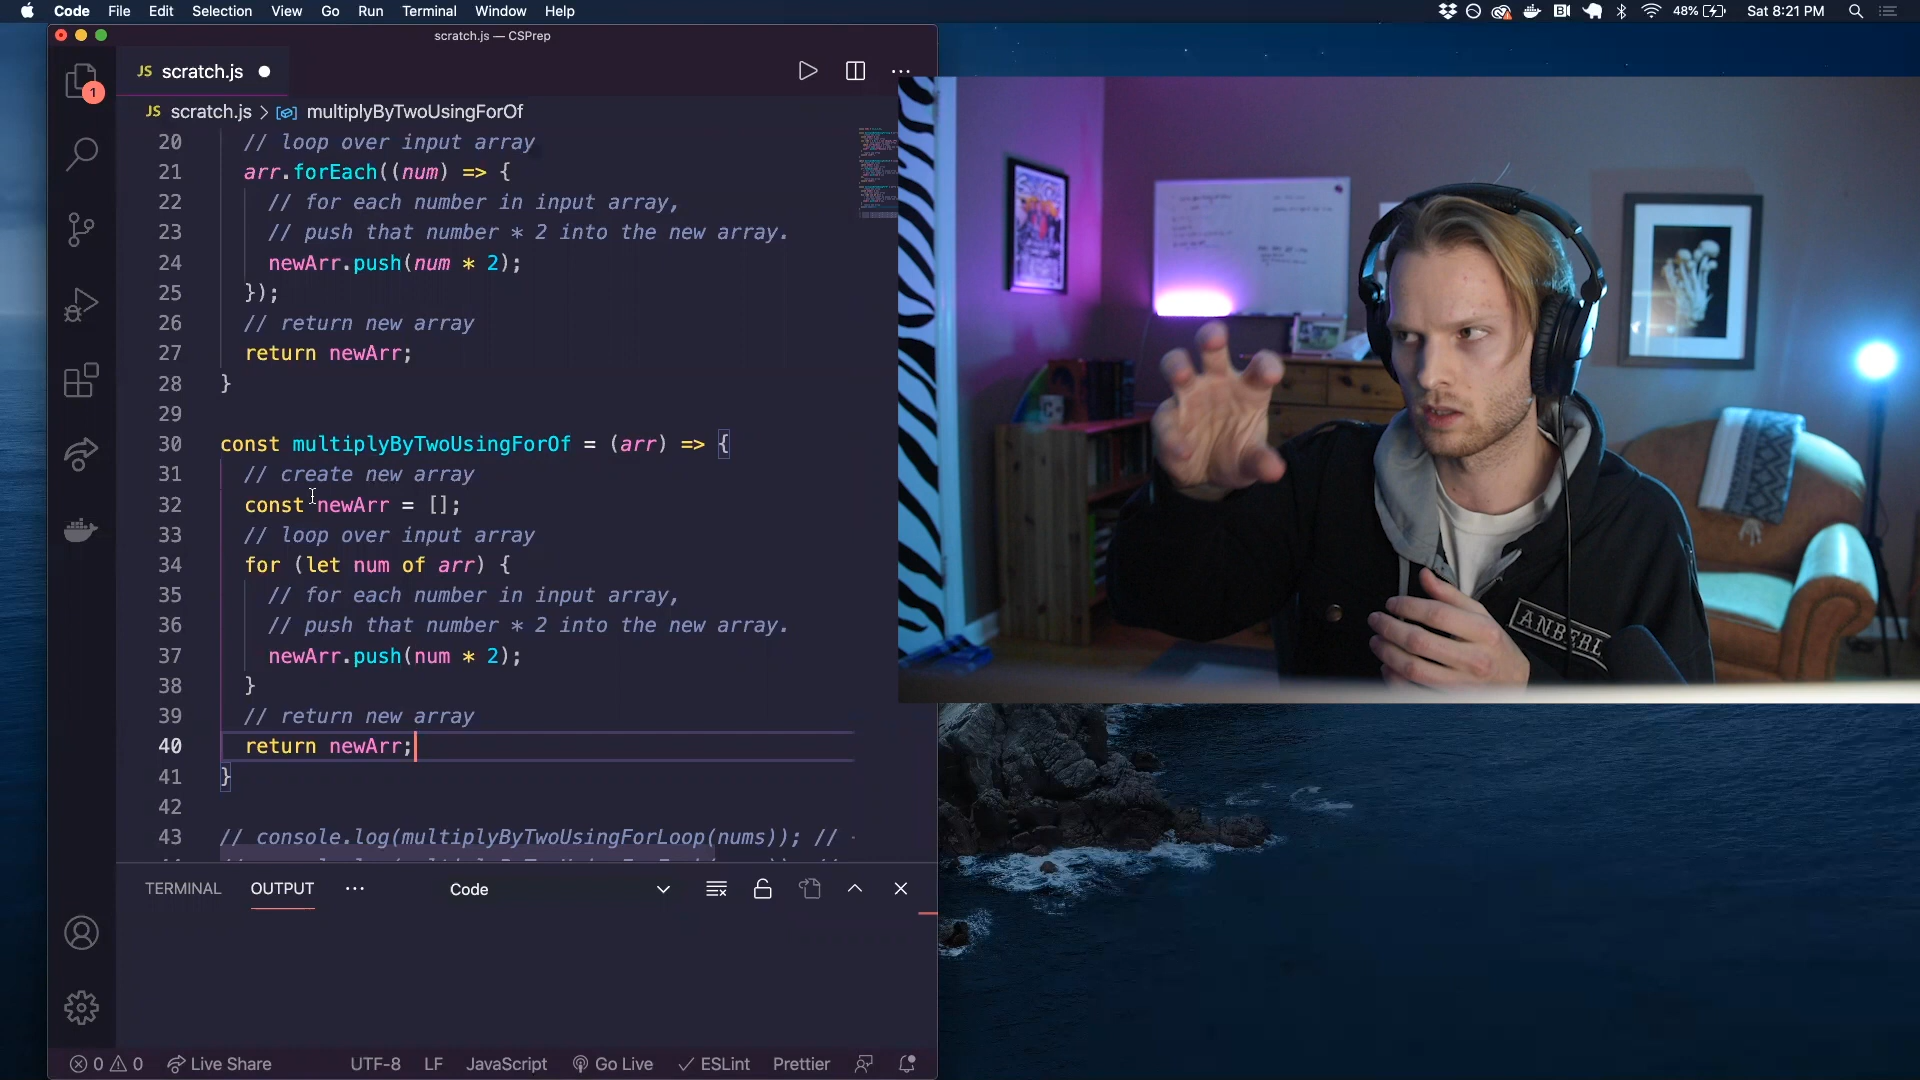 Code File Edit Selection View Go Run Terminal Window Help
48% Sat 8:21 PM
scratch.js — CSPrep
JS scratch.js
1
JS scratch.js > multiplyByTwoUsingForOf
20 // loop over input array
21 arr.forEach((num) => {
22 // for each number in input array,
23 // push that number * 2 into the new array.
24 newArr.push(num * 2);
25 });
26 // return new array
27 return newArr;
28 }
29
30 const multiplyByTwoUsingForOf = (arr) => {
31 // create new array
32 const newArr = [];
33 // loop over input array
34 for (let num of arr) {
35 // for each number in input array,
36 // push that number * 2 into the new array.
37 newArr.push(num * 2);
38 }
39 // return new array
40 return newArr;
41 }
42
43 // console.log(multiplyByTwoUsingForLoop(nums)); //
TERMINAL OUTPUT ··· Code
0 0 Live Share UTF-8 LF JavaScript Go Live ESLint Prettier